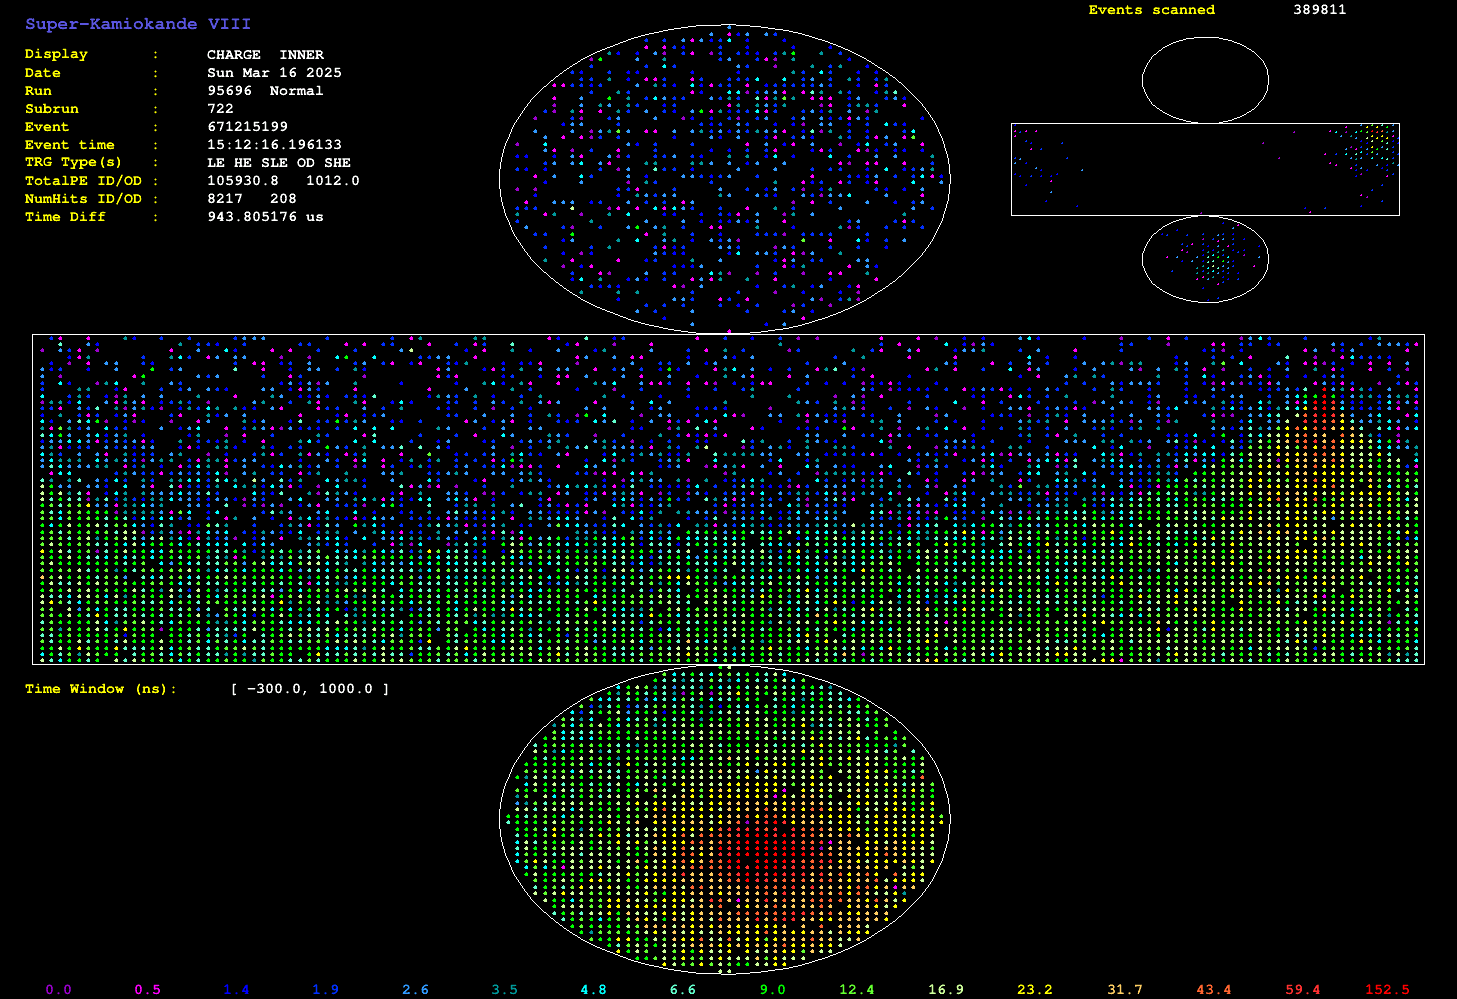 Super-Kamiokande VIII
Events scanned 389811
Display : CHARGE INNER
Date : Sun Mar 16 2025
Run : 95696 Normal
Subrun : 722
Event : 671215199
Event time : 15:12:16.196133
TRG Type(s) : LE HE SLE OD SHE
TotalPE ID/OD : 105930.8 1012.0
NumHits ID/OD : 8217 208
Time Diff : 943.805176 us
Time Window (ns): [ -300.0, 1000.0 ]
0.0 0.5 1.4 1.9 2.6 3.5 4.8 6.6 9.0 12.4 16.9 23.2 31.7 43.4 59.4 152.5